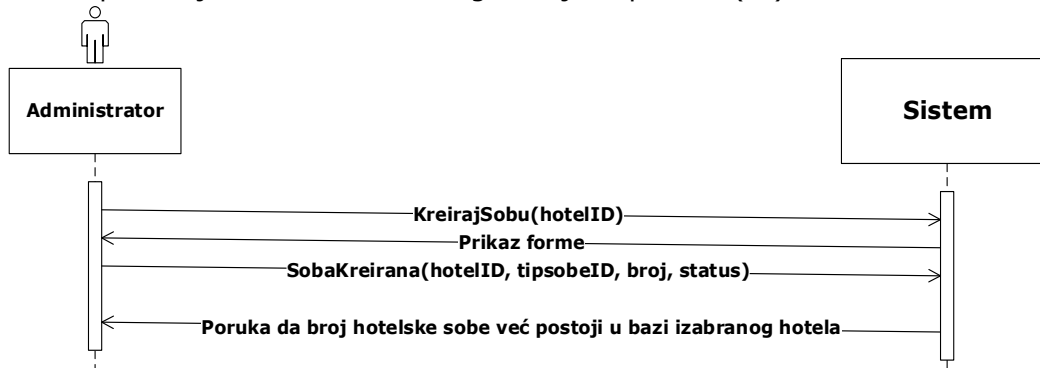 Administrator
Sistem
KreirajSobu(hotelID)
Prikaz forme
SobaKreirana(hotelID, tipsobeID, broj, status)
Poruka da broj hotelske sobe već postoji u bazi izabranog hotela